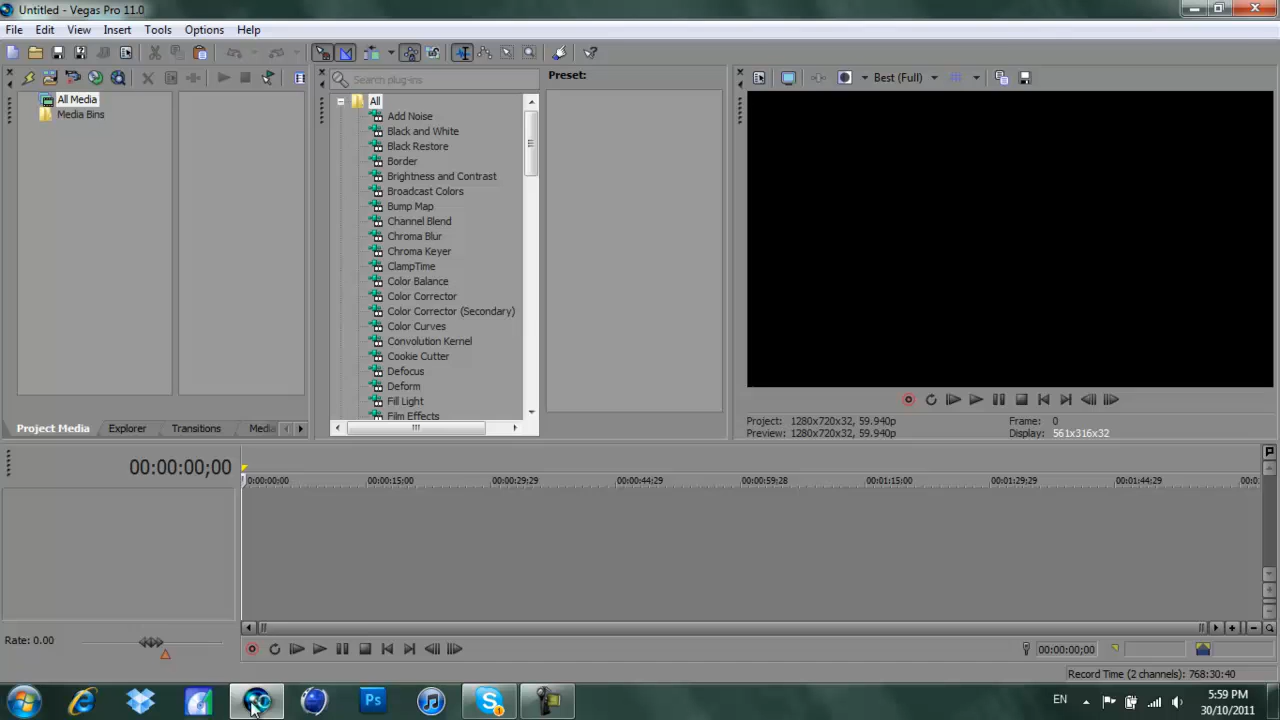 Untitled - Vegas Pro 11.0
File Edit View Insert Tools Options Help
Search plug-ins
Preset:
Best (Full)
All Media
Media Bins
All
Add Noise
Black and White
Black Restore
Border
Brightness and Contrast
Broadcast Colors
Bump Map
Channel Blend
Chroma Blur
Chroma Keyer
ClampTime
Color Balance
Color Corrector
Color Corrector (Secondary)
Color Curves
Convolution Kernel
Cookie Cutter
Defocus
Deform
Fill Light
Film Effects
Project Media Explorer Transitions Media
Project: 1280x720x32, 59.940p Frame: 0
Preview: 1280x720x32, 59.940p Display: 561x316x32
00:00:00;00
0:00:00;00 00:00:15;00 00:00:29;29 00:00:44;29 00:00:59;28 00:01:15;00 00:01:29;29 00:01:44;29 00:0
Rate: 0.00
00:00:00;00
Record Time (2 channels): 768:30:40
Ps
EN
5:59 PM
30/10/2011